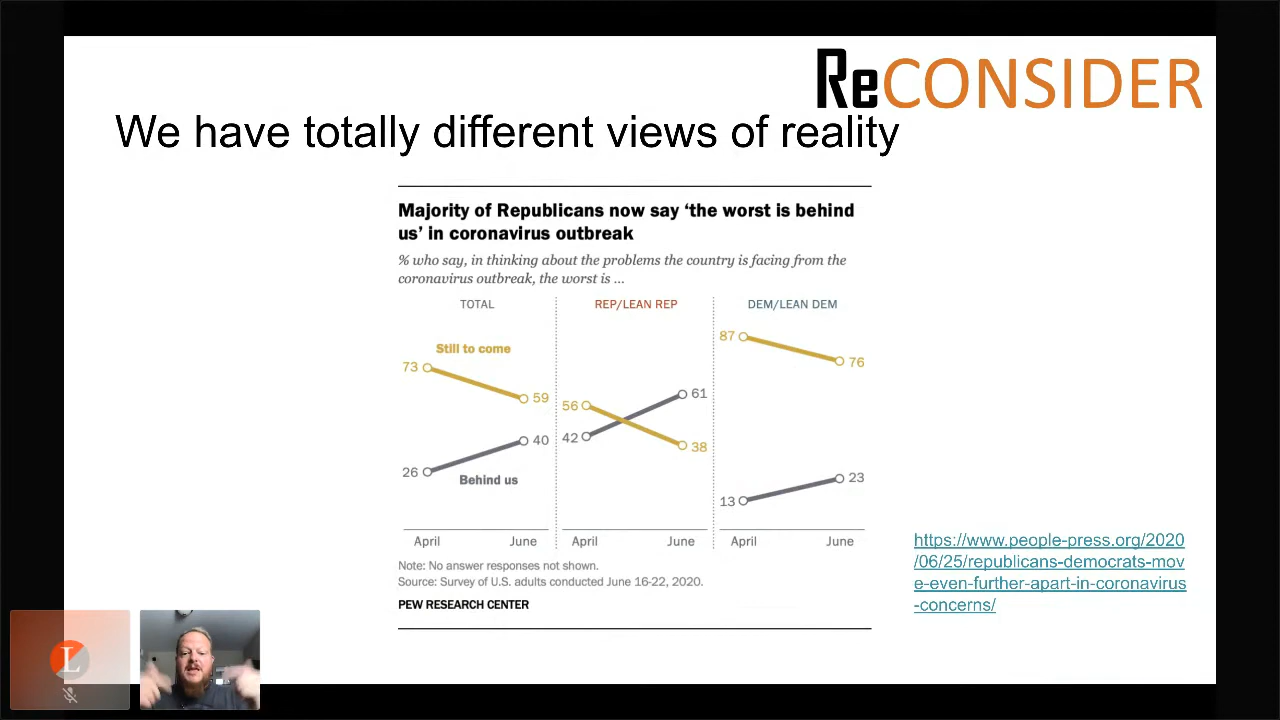 ReCONSIDER
We have totally different views of reality
Majority of Republicans now say ‘the worst is behind
us’ in coronavirus outbreak
% who say, in thinking about the problems the country is facing from the
coronavirus outbreak, the worst is ...
TOTAL
REP/LEAN REP
DEM/LEAN DEM
Still to come
73
59
26
40
Behind us
56
38
42
61
87
76
13
23
April June April June April June
Note: No answer responses not shown.
Source: Survey of U.S. adults conducted June 16-22, 2020.
PEW RESEARCH CENTER
https://www.people-press.org/2020
/06/25/republicans-democrats-mov
e-even-further-apart-in-coronavirus
-concerns/
L